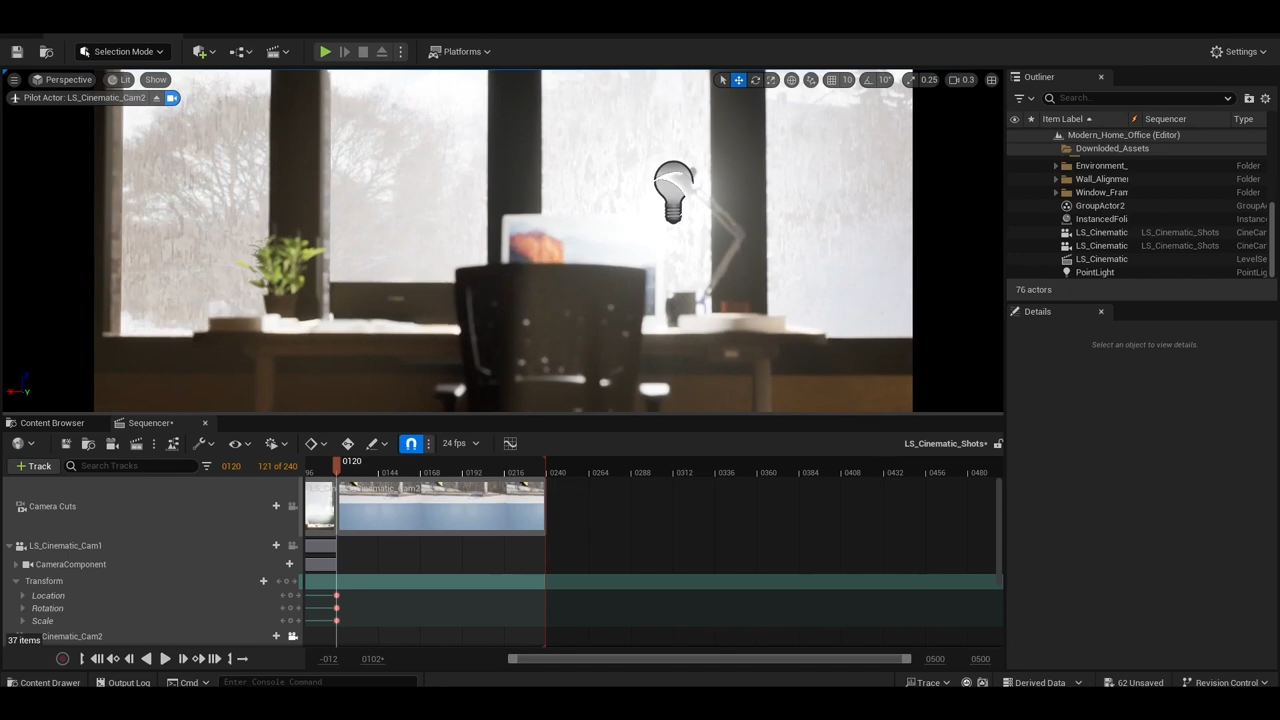 Selection Mode
Platforms
Settings
Perspective Lit Show
10 10° 0.25 0.3
Pilot Actor: LS_Cinematic_Cam2
Outliner
Search...
Item Label Sequencer Type
Modern_Home_Office (Editor)
Downloded_Assets
Environment_ Folder
Wall_Alignmer Folder
Window_Fran Folder
GroupActor2 GroupA
InstancedFoli Instanc
LS_Cinematic LS_Cinematic_Shots CineCar
LS_Cinematic LS_Cinematic_Shots CineCar
LS_Cinematic LevelSe
PointLight PointLig
76 actors
Details
Select an object to view details.
Content Browser Sequencer*
24 fps LS_Cinematic_Shots*
+ Track Search Tracks 0120 121 of 240
0120
96 0144 0168 0192 0216 0240 0264 0288 0312 0336 0360 0384 0408 0432 0456 0480
Camera Cuts
LS_Cinematic_Cam1
CameraComponent
Transform
Location
Rotation
Scale
Cinematic_Cam2
37 items
-012 0102* 0500 0500
Content Drawer Output Log Cmd Enter Console Command Trace Derived Data 62 Unsaved Revision Control